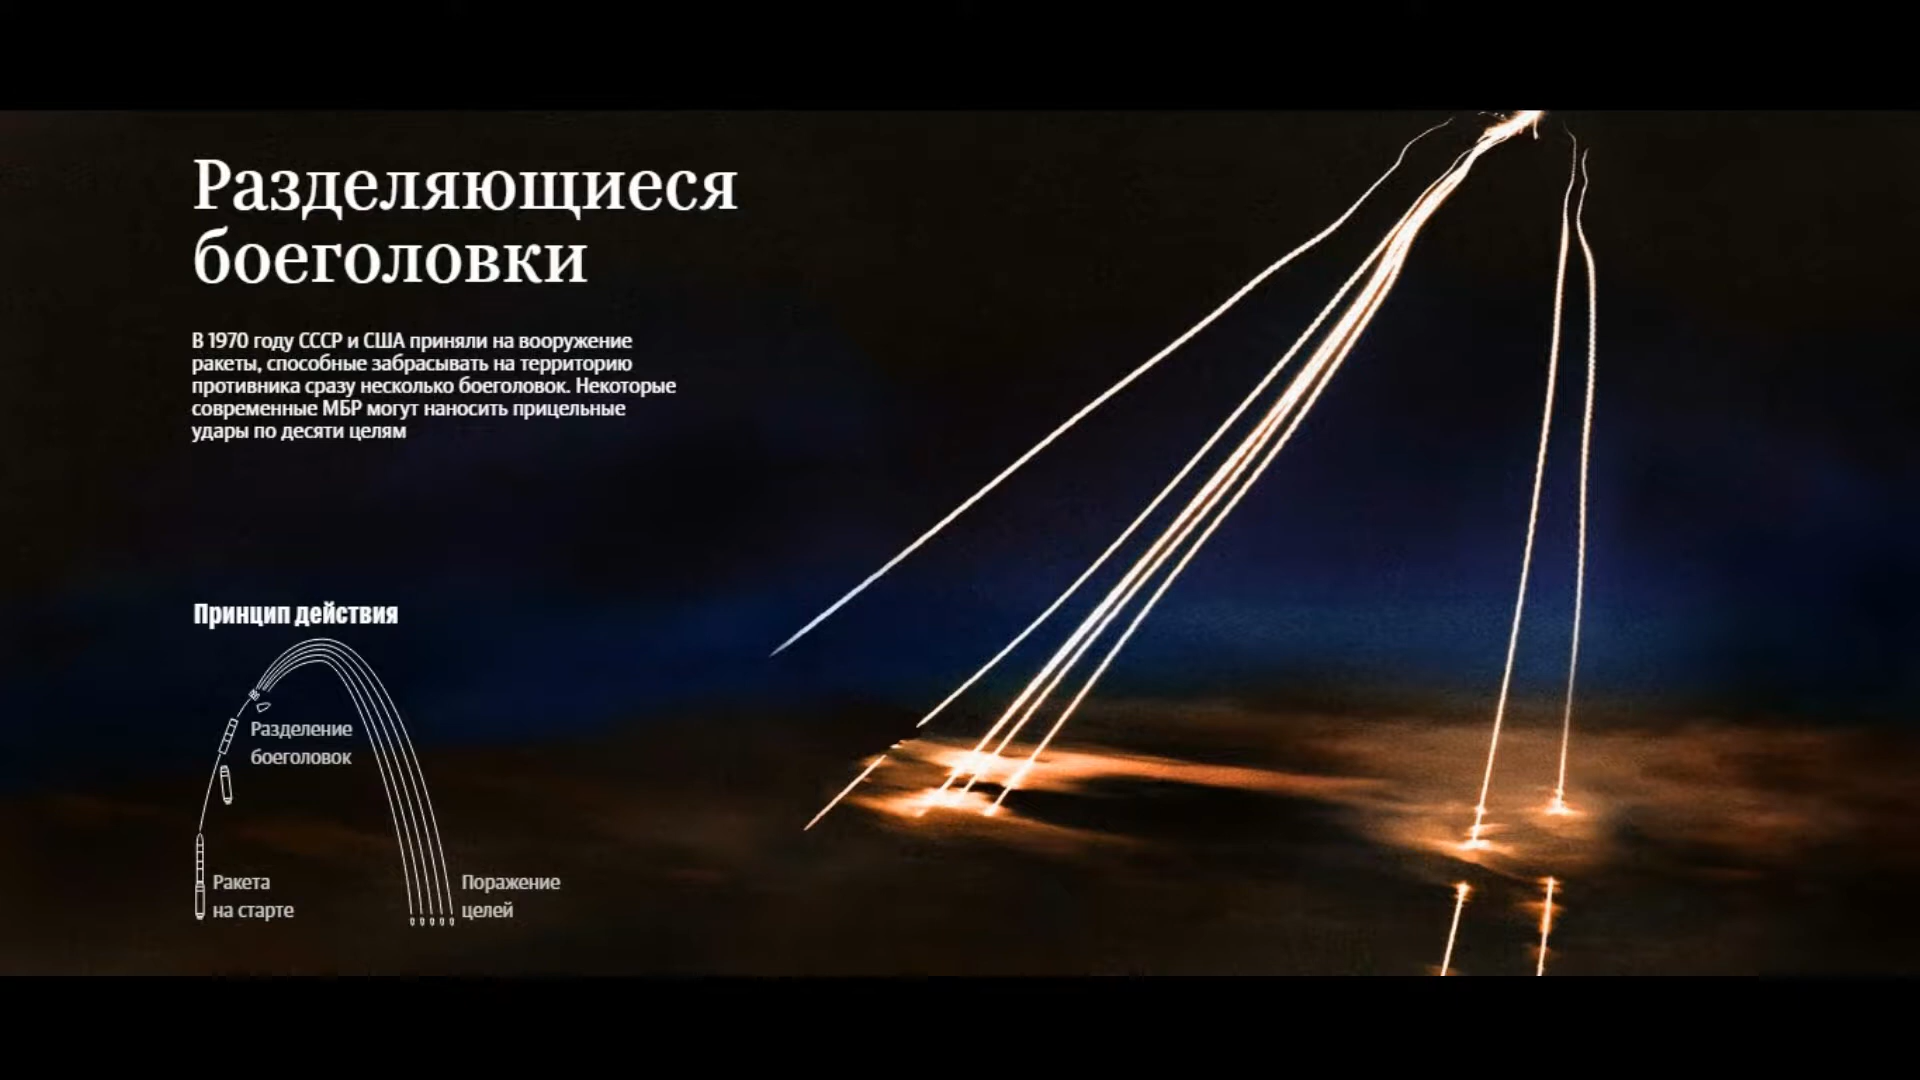 Разделяющиеся
боеголовки
В 1970 году СССР и США приняли на вооружение
ракеты, способные забрасывать на территорию
противника сразу несколько боеголовок. Некоторые
современные МБР могут наносить прицельные
удары по десяти целям
Принцип действия
Разделение
боеголовок
Ракета
на старте
Поражение
целей